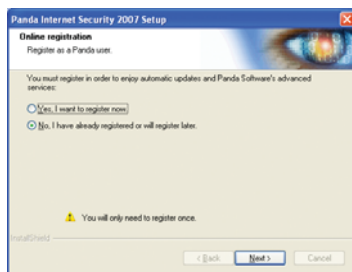 Panda Internet Security 2007 Setup
Online registration
Register as a Panda user.
You must register in order to enjoy automatic updates and Panda Software's advanced
services:
Yes, I want to register now.
No, I have already registered or will register later.
You will only need to register once.
InstallShield
< Back Next > Cancel